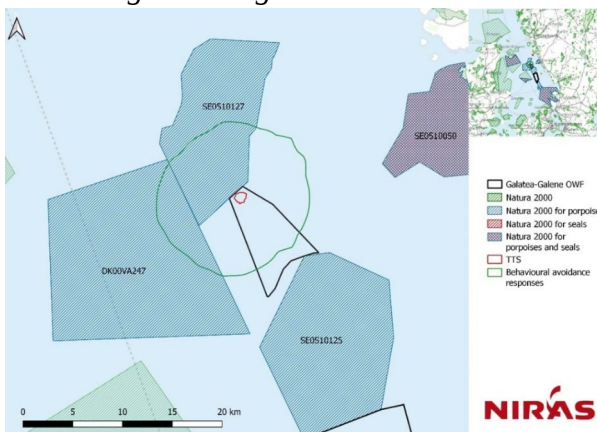 SE0510127
SE0510050
DK00VA247
SE0510125
0 5 10 15 20 km
Galatea-Galene OWF
Natura 2000
Natura 2000 for porpoise
Natura 2000 for seals
Natura 2000 for
porpoises and seals
TTS
Behavioural avoidance
responses
NIRAS